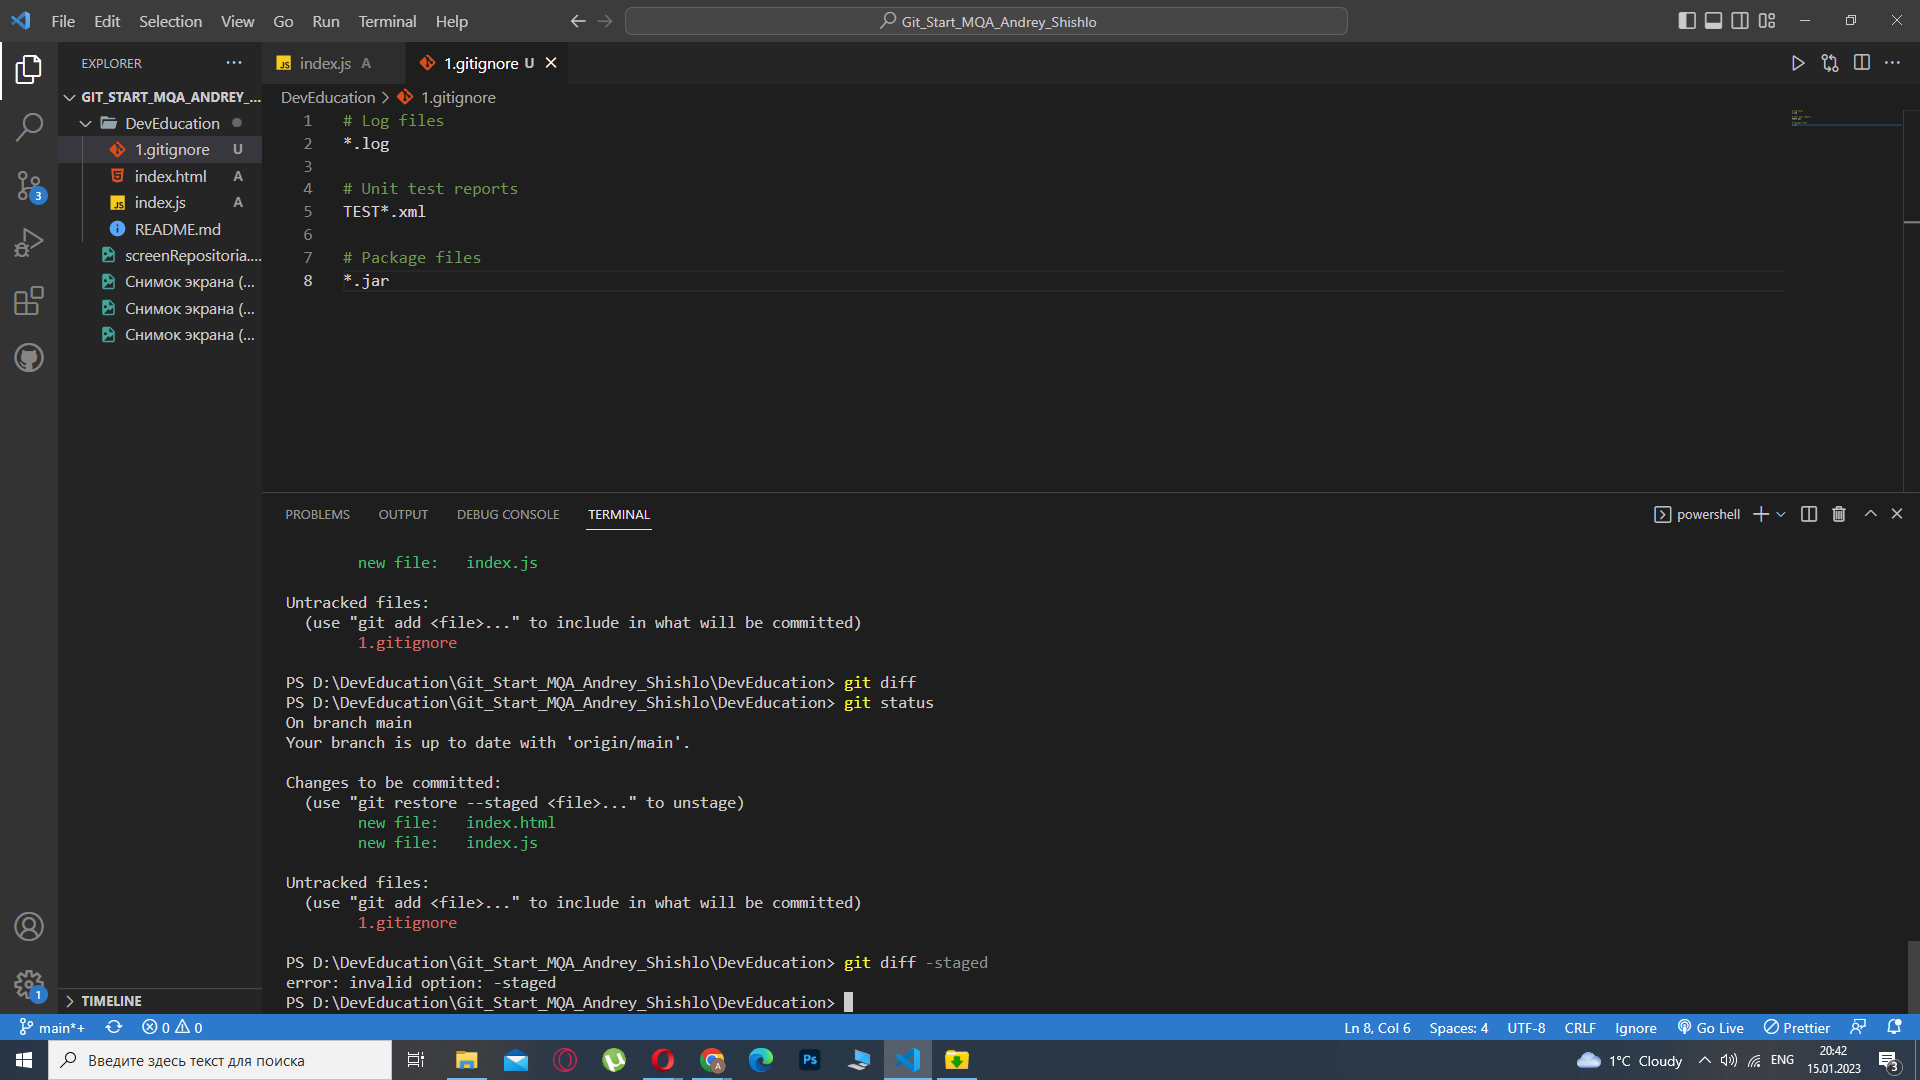 File Edit Selection View Go Run Terminal Help
Git_Start_MQA_Andrey_Shishlo
EXPLORER
GIT_START_MQA_ANDREY_...
DevEducation
1.gitignore U
index.html A
index.js A
README.md
screenRepositoria....
Снимок экрана (...
Снимок экрана (...
Снимок экрана (...
3
1
TIMELINE
JS index.js A
1.gitignore U
DevEducation > 1.gitignore
1 # Log files
2 *.log
3
4 # Unit test reports
5 TEST*.xml
6
7 # Package files
8 *.jar
PROBLEMS OUTPUT DEBUG CONSOLE TERMINAL
powershell
new file: index.js
Untracked files:
(use "git add <file>..." to include in what will be committed)
1.gitignore
PS D:\DevEducation\Git_Start_MQA_Andrey_Shishlo\DevEducation> git diff
PS D:\DevEducation\Git_Start_MQA_Andrey_Shishlo\DevEducation> git status
On branch main
Your branch is up to date with 'origin/main'.
Changes to be committed:
(use "git restore --staged <file>..." to unstage)
new file: index.html
new file: index.js
Untracked files:
(use "git add <file>..." to include in what will be committed)
1.gitignore
PS D:\DevEducation\Git_Start_MQA_Andrey_Shishlo\DevEducation> git diff -staged
error: invalid option: -staged
PS D:\DevEducation\Git_Start_MQA_Andrey_Shishlo\DevEducation>
main*+ 0 0 Ln 8, Col 6 Spaces: 4 UTF-8 CRLF Ignore Go Live Prettier
Введите здесь текст для поиска
Ps
A
1°C Cloudy
ENG
20:42
15.01.2023
3